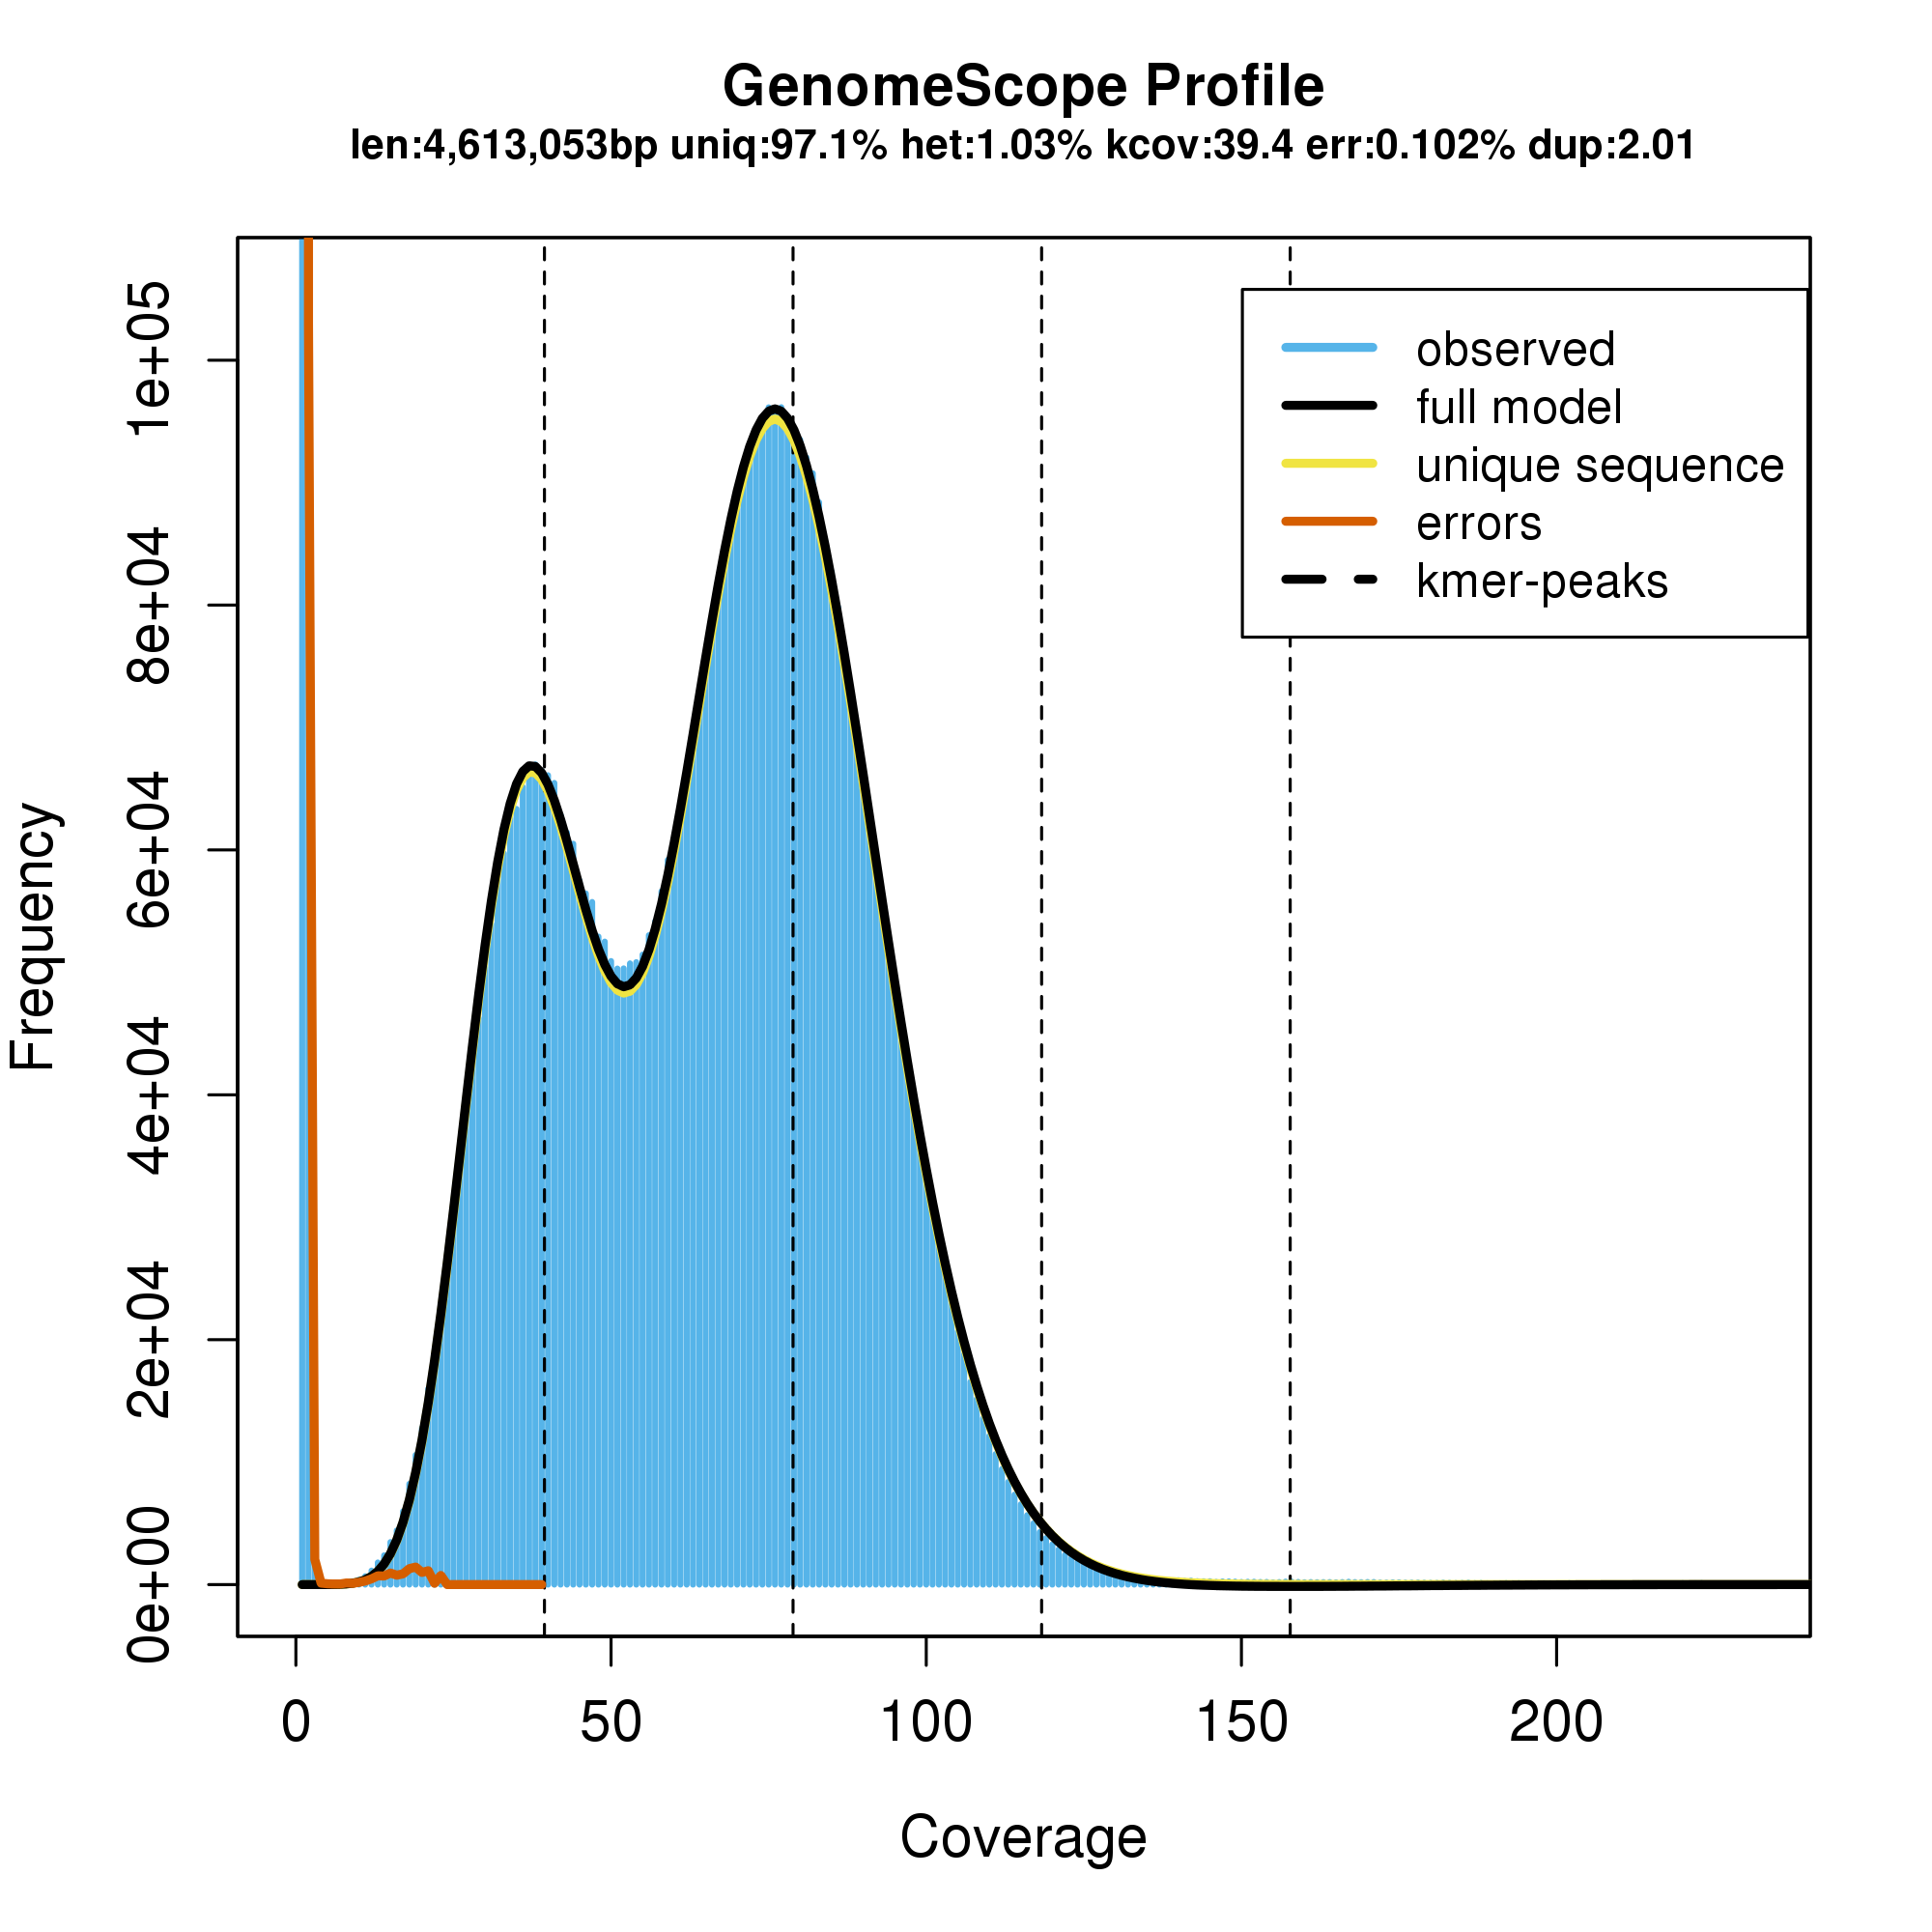 GenomeScope Profile
len:4,613,053bp uniq:97.1% het:1.03% kcov:39.4 err:0.102% dup:2.01
observed
full model
unique sequence
errors
kmer-peaks
Frequency
1e+05
8e+04
6e+04
4e+04
2e+04
0e+00
0
50
100
150
200
Coverage